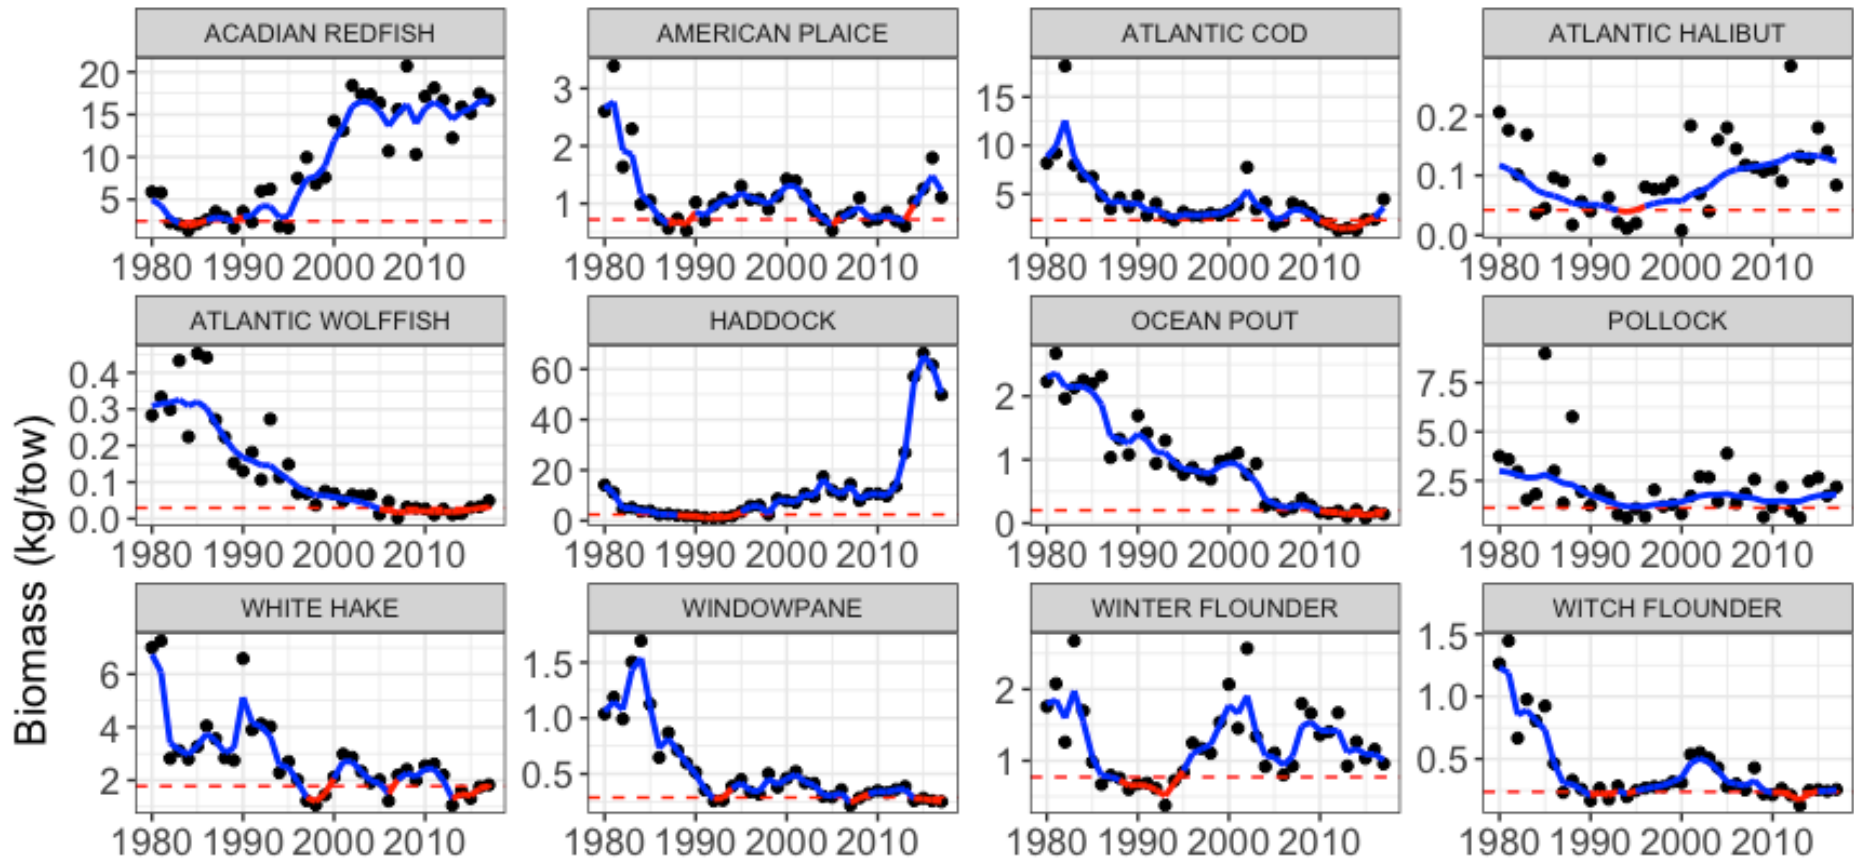 ACADIAN REDFISH
AMERICAN PLAICE
ATLANTIC COD
ATLANTIC HALIBUT
20
15
10
5
3
2
1
15
10
5
0.2
0.1
0.0
1980 1990 2000 2010
1980 1990 2000 2010
1980 1990 2000 2010
1980 1990 2000 2010
ATLANTIC WOLFFISH
HADDOCK
OCEAN POUT
POLLOCK
0.4
0.3
0.2
0.1
0.0
60
40
20
0
2
1
0
7.5
5.0
2.5
1980 1990 2000 2010
1980 1990 2000 2010
1980 1990 2000 2010
1980 1990 2000 2010
WHITE HAKE
WINDOWPANE
WINTER FLOUNDER
WITCH FLOUNDER
6
4
2
1.5
1.0
0.5
2
1
1.5
1.0
0.5
1980 1990 2000 2010
1980 1990 2000 2010
1980 1990 2000 2010
1980 1990 2000 2010
Biomass (kg/tow)